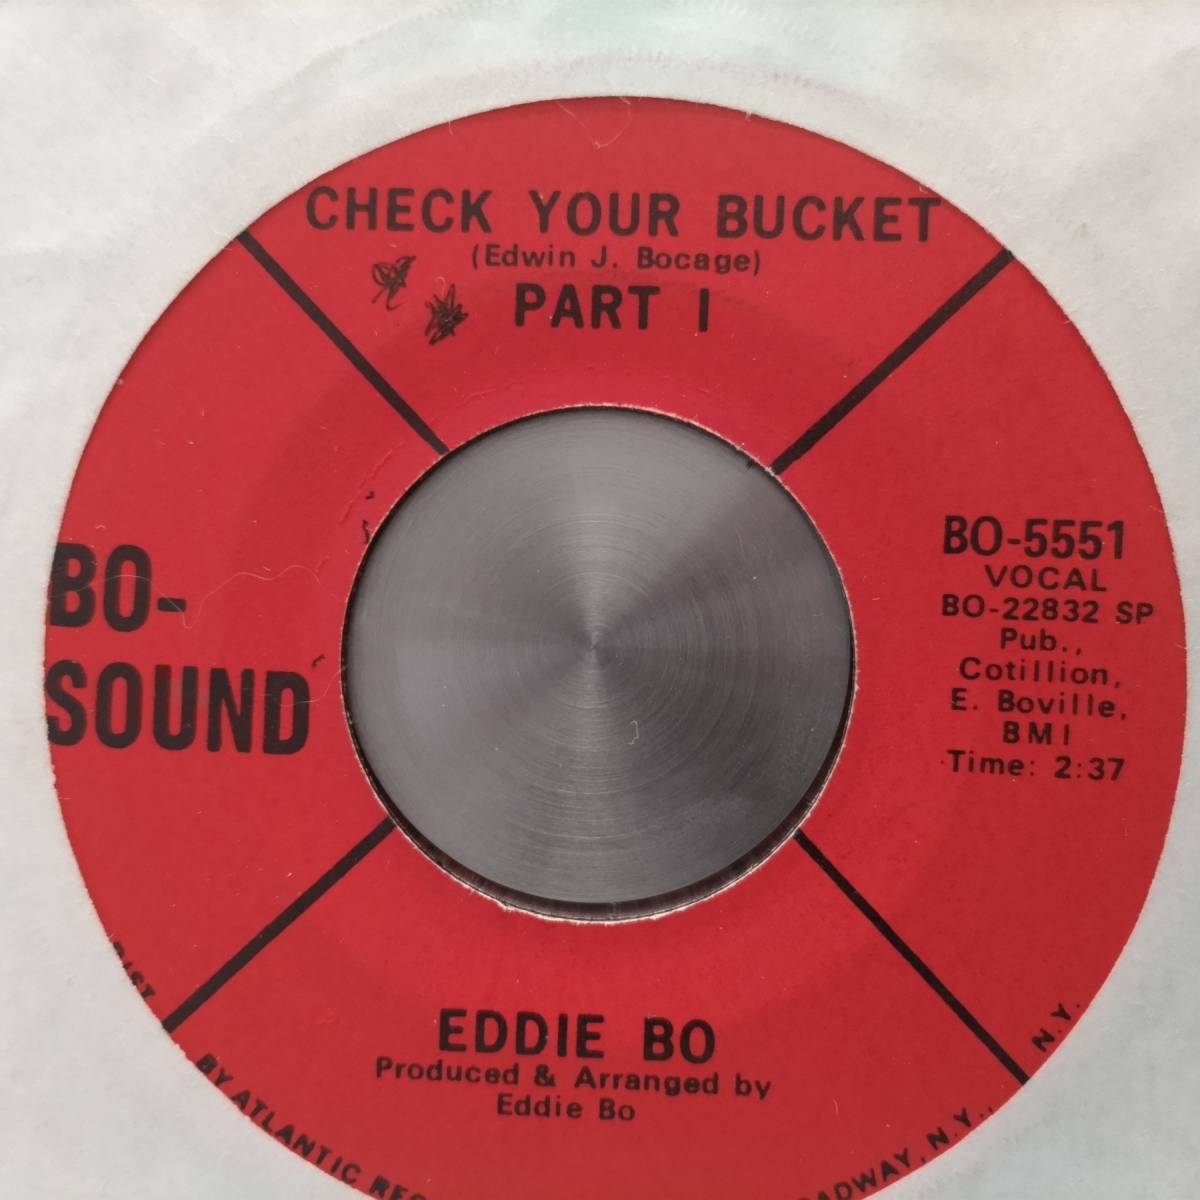 CHECK YOUR BUCKET
(Edwin J. Bocage)
PART I
BO-
SOUND
BO-5551
VOCAL
BO-22832 SP
Pub.,
Cotillion,
E. Boville,
BMI
Time: 2:37
EDDIE BO
Produced & Arranged by
Eddie Bo
BY ATLANTIC
N.Y., N.Y.